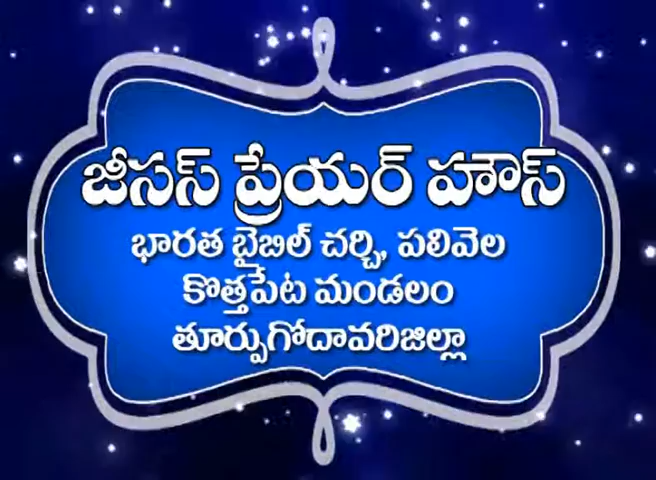 జీసస్ ప్రేయర్ హౌస్
భారత బైబిల్ చర్చి, పలివెల
కొత్తపేట మండలం
తూర్పుగోదావరిజిల్లా